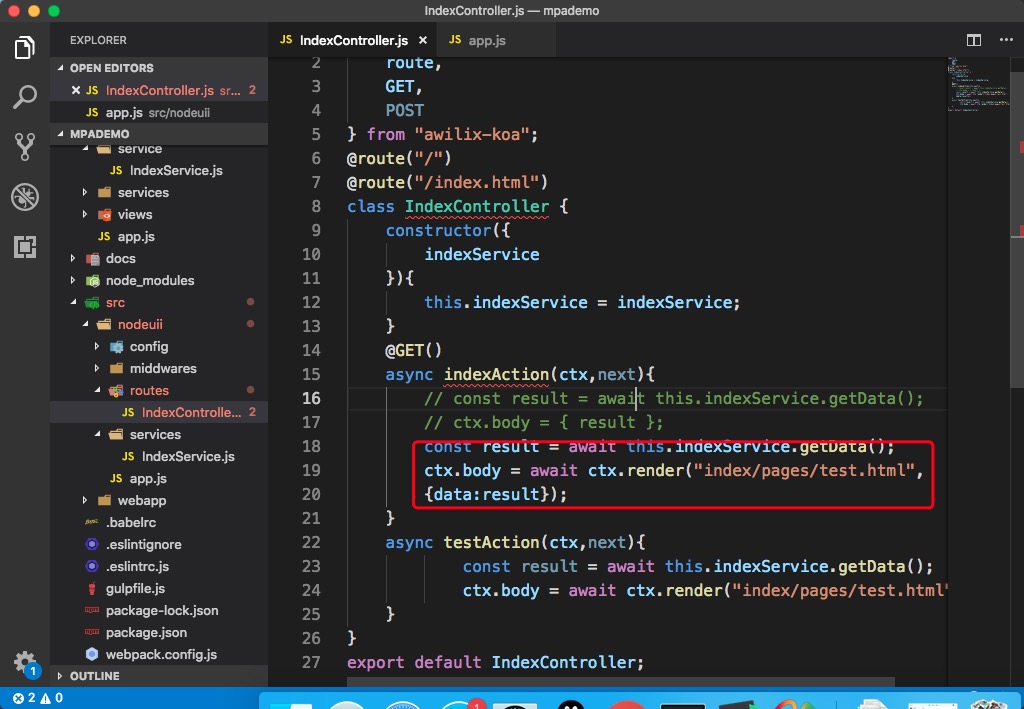 IndexController.js — mpademo
EXPLORER
OPEN EDITORS
JS IndexController.js sr... 2
JS app.js src/nodeuii
MPADEMO
service
JS IndexService.js
services
views
JS app.js
docs
node_modules
src
nodeuii
config
middwares
routes
JS IndexControlle... 2
services
JS IndexService.js
JS app.js
webapp
.babelrc
.eslintignore
.eslintrc.js
gulpfile.js
package-lock.json
package.json
webpack.config.js
OUTLINE
1
2 0
JS IndexController.js
JS app.js
2 route,
3 GET,
4 POST
5 } from "awilix-koa";
6 @route("/")
7 @route("/index.html")
8 class IndexController {
9 constructor({
10 indexService
11 }){
12 this.indexService = indexService;
13 }
14 @GET()
15 async indexAction(ctx,next){
16 // const result = await this.indexService.getData();
17 // ctx.body = { result };
18 const result = await this.indexService.getData();
19 ctx.body = await ctx.render("index/pages/test.html",
20 {data:result});
21 }
22 async testAction(ctx,next){
23 const result = await this.indexService.getData();
24 ctx.body = await ctx.render("index/pages/test.html"
25 }
26 }
27 export default IndexController;
1